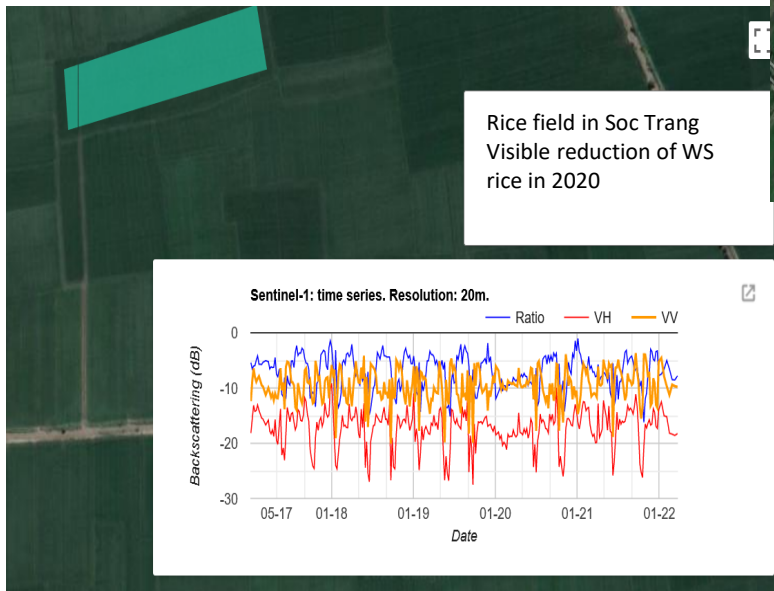 Rice field in Soc Trang
Visible reduction of WS
rice in 2020
Sentinel-1: time series. Resolution: 20m.
Ratio VH VV
Backscattering (dB)
0
-10
-20
-30
05-17 01-18 01-19 01-20 01-21 01-22
Date